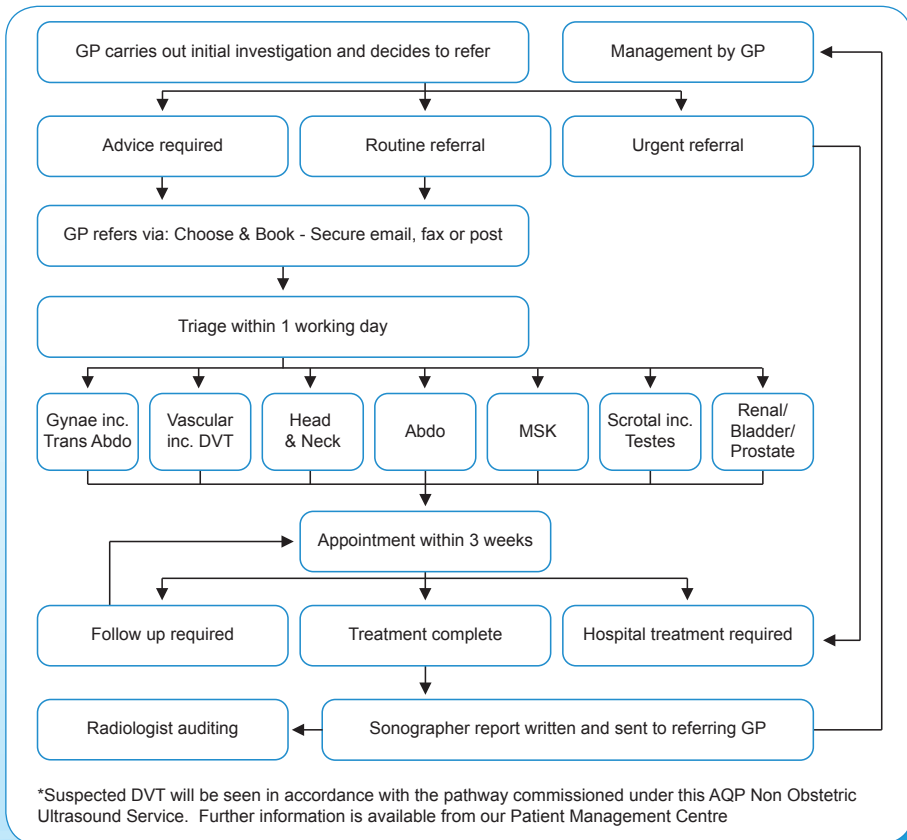 GP carries out initial investigation and decides to refer
Management by GP
Advice required
Routine referral
Urgent referral
GP refers via: Choose & Book - Secure email, fax or post
Triage within 1 working day
Gynae inc.
Trans Abdo
Vascular
inc. DVT
Head
& Neck
Abdo
MSK
Scrotal inc.
Testes
Renal/
Bladder/
Prostate
Appointment within 3 weeks
Follow up required
Treatment complete
Hospital treatment required
Radiologist auditing
Sonographer report written and sent to referring GP
*Suspected DVT will be seen in accordance with the pathway commissioned under this AQP Non Obstetric
Ultrasound Service.  Further information is available from our Patient Management Centre